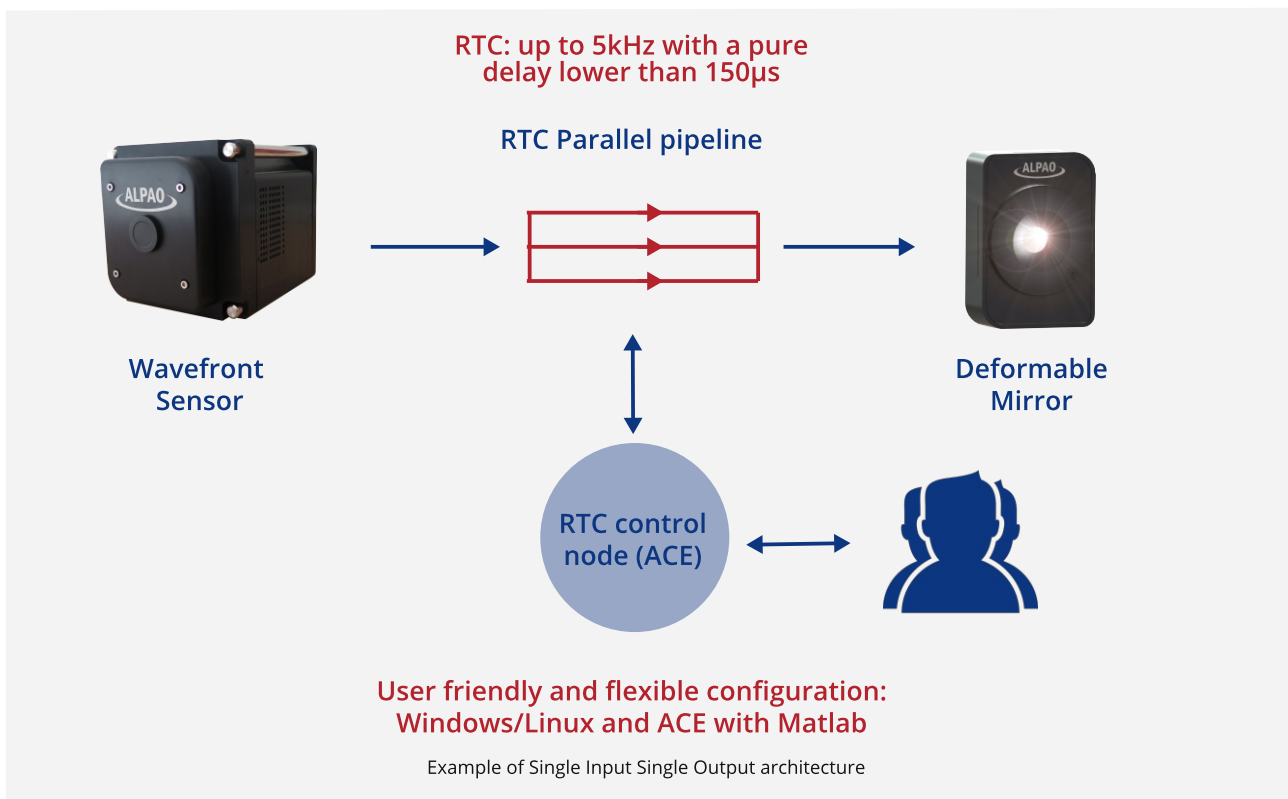 RTC: up to 5kHz with a pure
delay lower than 150µs
RTC Parallel pipeline
ALPAO
ALPAO
Wavefront
Sensor
Deformable
Mirror
RTC control
node (ACE)
User friendly and flexible configuration:
Windows/Linux and ACE with Matlab
Example of Single Input Single Output architecture